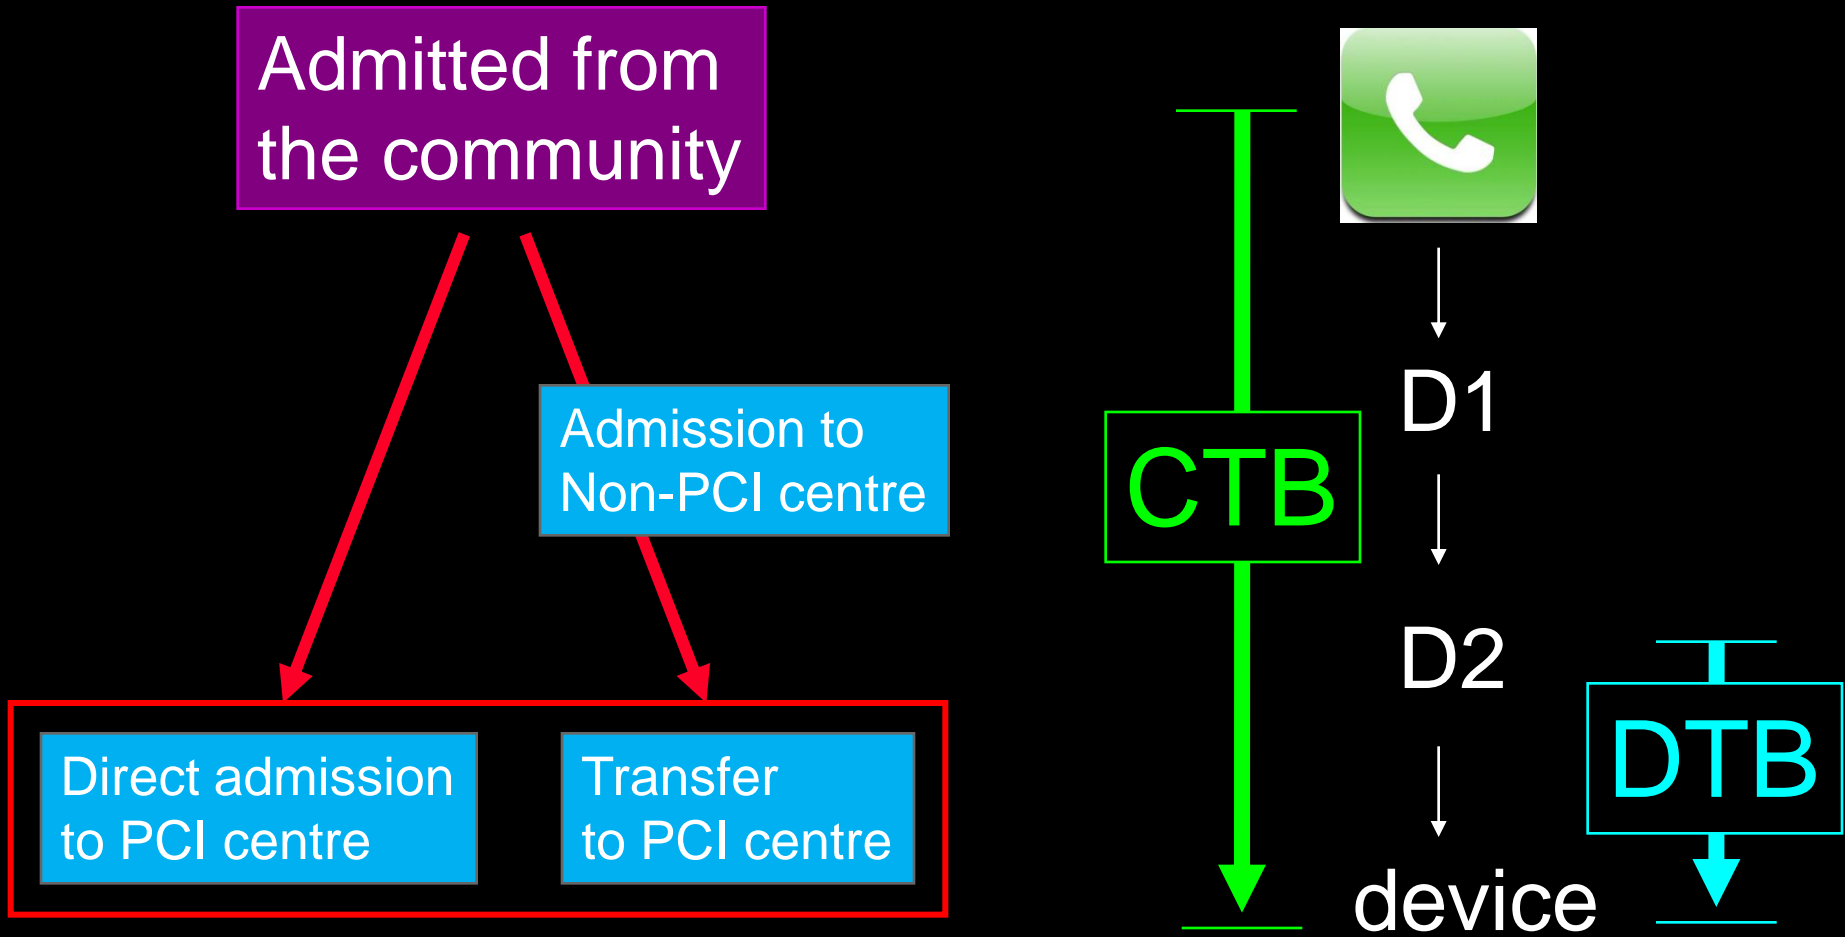 Admitted from
the community
Admission to
Non-PCI centre
Direct admission
to PCI centre
Transfer
to PCI centre
CTB
D1
D2
DTB
device